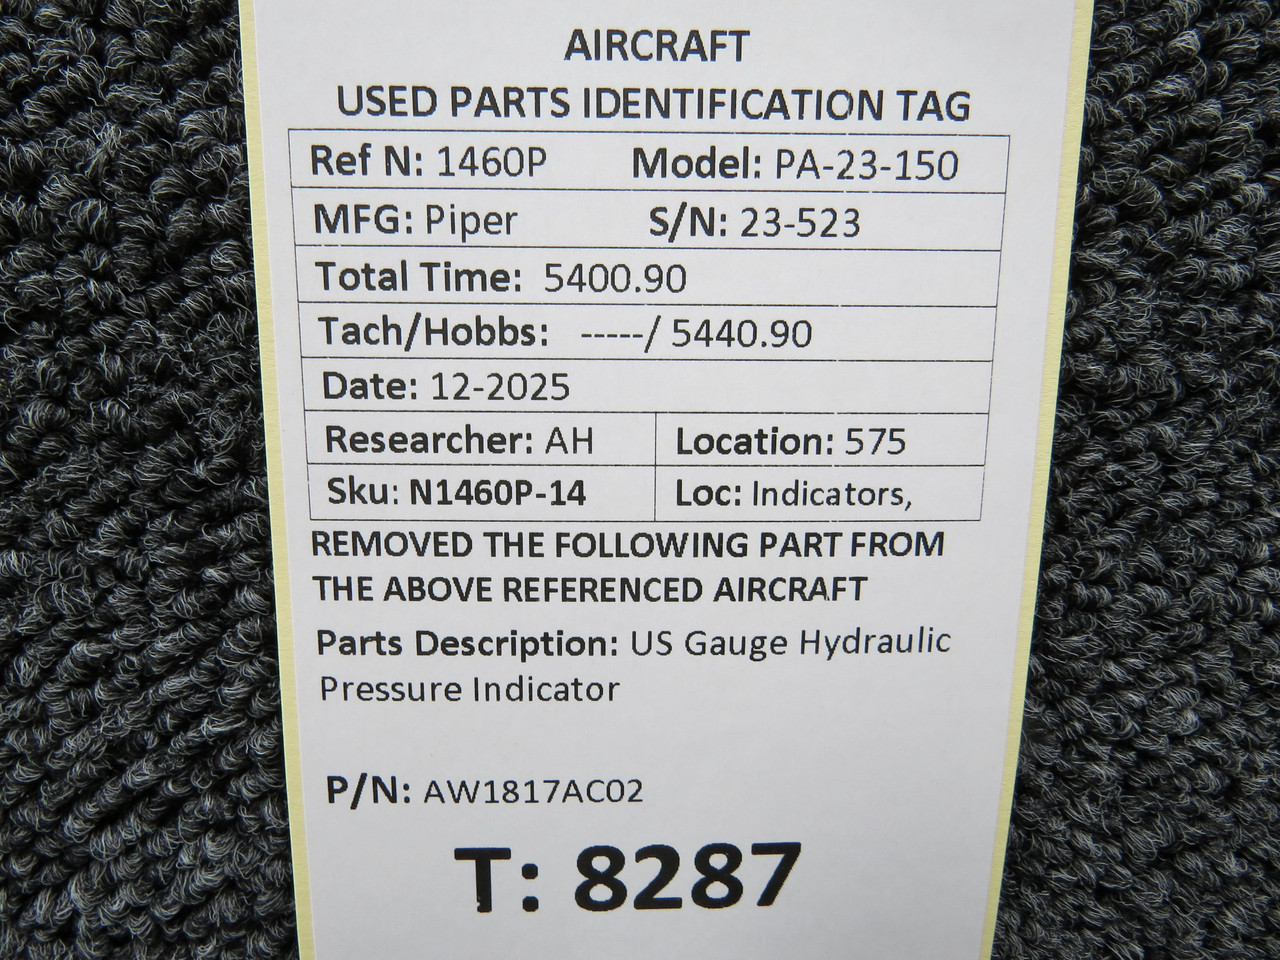 AIRCRAFT
USED PARTS IDENTIFICATION TAG
Ref N: 1460P Model: PA-23-150
MFG: Piper S/N: 23-523
Total Time: 5400.90
Tach/Hobbs: -----/ 5440.90
Date: 12-2025
Researcher: AH Location: 575
Sku: N1460P-14 Loc: Indicators,
REMOVED THE FOLLOWING PART FROM
THE ABOVE REFERENCED AIRCRAFT
Parts Description: US Gauge Hydraulic
Pressure Indicator
P/N: AW1817AC02
T: 8287